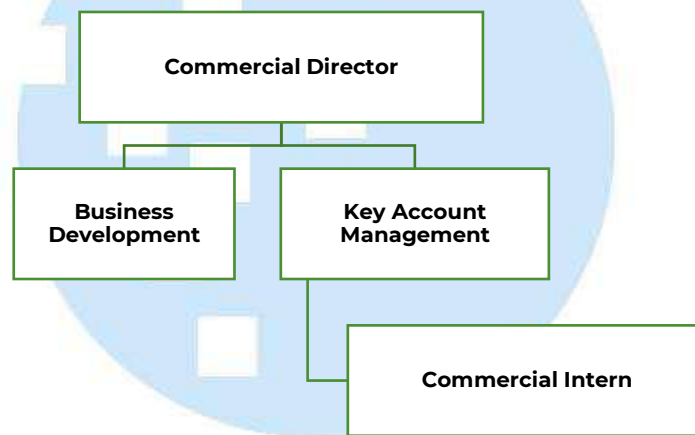 Commercial Director
Business
Development
Key Account
Management
Commercial Intern